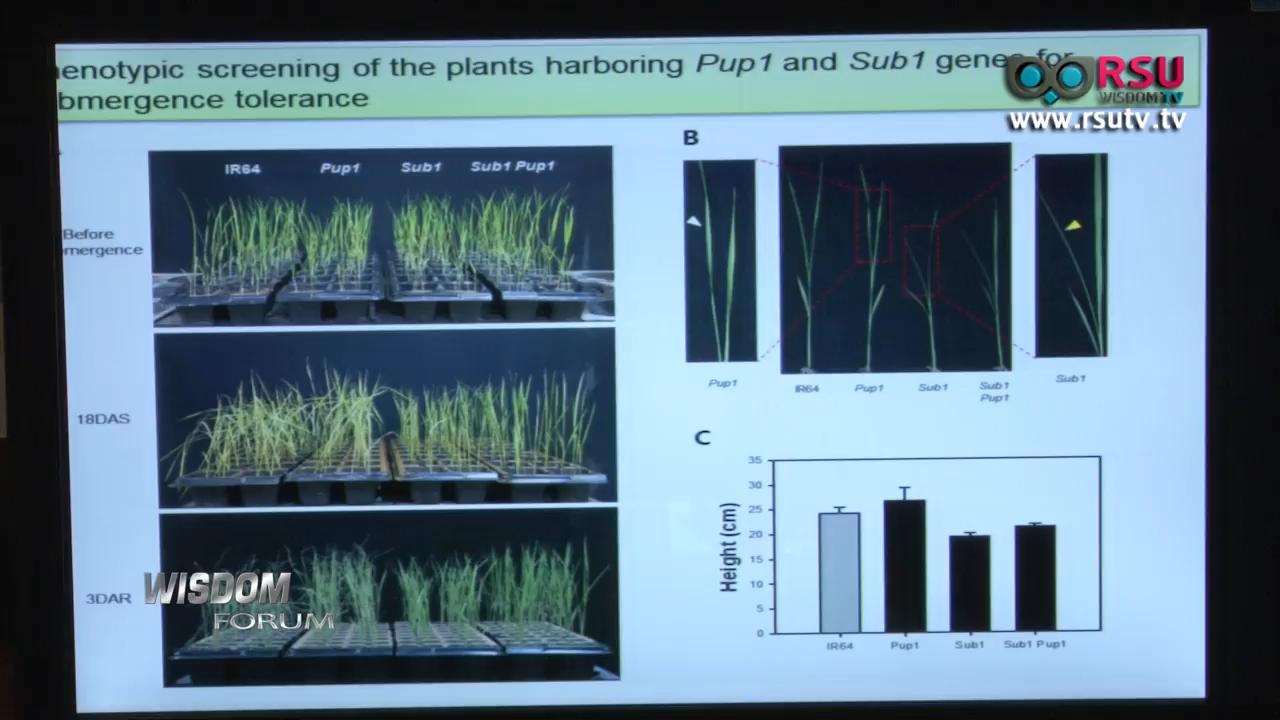 enotypic screening of the plants harboring Pup1 and Sub1 genes for
bmergence tolerance
RSU
WISDOM TV
www.rsutv.tv
IR64 Pup1 Sub1 Sub1 Pup1
Before
mergence
18DAS
3DAR
B
Pup1
IR64 Pup1 Sub1 Sub1
Pup1
Sub1
C
Height (cm)
35
30
25
20
15
10
5
0
IR64 Pup1 Sub1 Sub1 Pup1
WISDOM
FORUM